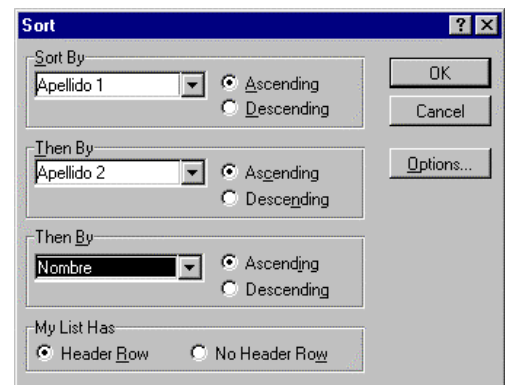 Sort
Sort By
Apellido 1
Ascending
Descending
OK
Cancel
Then By
Apellido 2
Ascending
Descending
Options...
Then By
Nombre
Ascending
Descending
My List Has
Header Row No Header Row